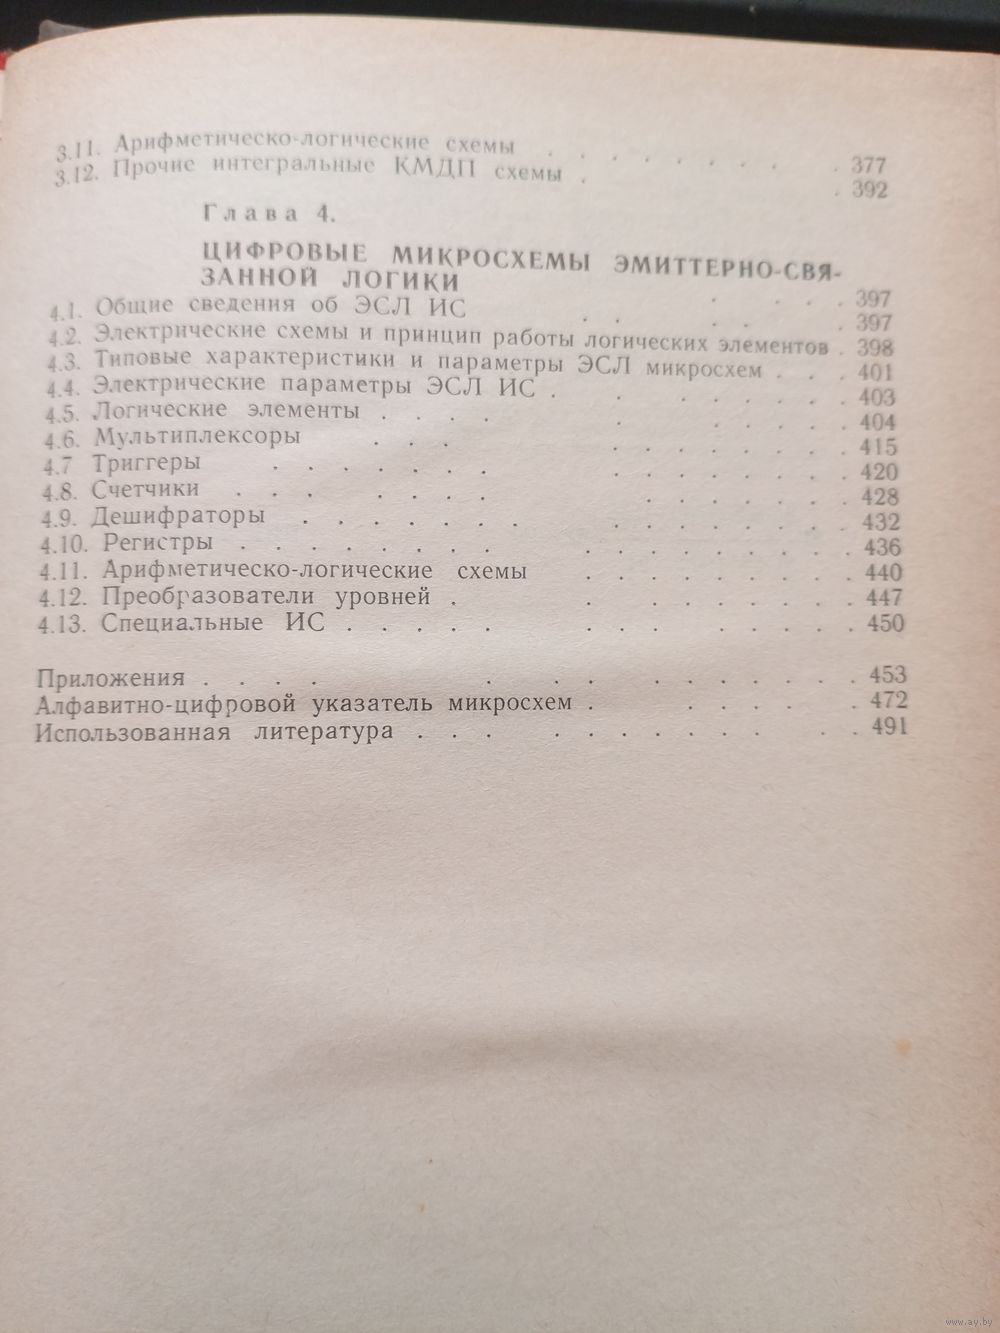 3.11. Арифметическо-логические схемы . . . . . . . . 377
3.12. Прочие интегральные КМДП схемы . . 392
Глава 4.
ЦИФРОВЫЕ МИКРОСХЕМЫ ЭМИТТЕРНО-СВЯ-
ЗАННОЙ ЛОГИКИ . . . . 397
4.1. Общие сведения об ЭСЛ ИС . . . . . 397
4.2. Электрические схемы и принцип работы логических элементов . 398
4.3. Типовые характеристики и параметры ЭСЛ микросхем . . . 401
4.4. Электрические параметры ЭСЛ ИС . . . . . . . . 403
4.5. Логические элементы . . . . . . . . . . 404
4.6. Мультиплексоры . . . . . . . . . . 415
4.7 Триггеры . . . . . . . . . . . . 420
4.8. Счетчики . . . . . . . . . . . . . 428
4.9. Дешифраторы . . . . . . . . . . . . . 432
4.10. Регистры . . . . . . . . . . . . . . . 436
4.11. Арифметическо-логические схемы . . . . . . . . 440
4.12. Преобразователи уровней . . . . . . . . 447
4.13. Специальные ИС . . . . . . . . . . . . . 450
Приложения . . . . . . . . . . . . . 453
Алфавитно-цифровой указатель микросхем . . . . . . 472
Использованная литература . . . . . . . . . . . . 491
www.ay.by